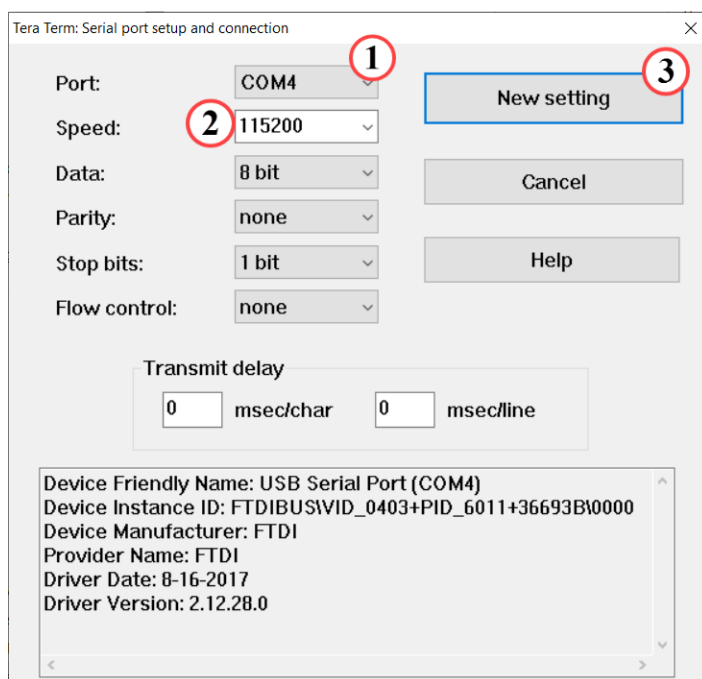 Tera Term: Serial port setup and connection
Port: COM4 1
New setting 3
Speed: 2 115200
Data: 8 bit
Cancel
Parity: none
Stop bits: 1 bit
Help
Flow control: none
Transmit delay
0 msec/char 0 msec/line
Device Friendly Name: USB Serial Port (COM4)
Device Instance ID: FTDIBUS\VID_0403+PID_6011+36693B\0000
Device Manufacturer: FTDI
Provider Name: FTDI
Driver Date: 8-16-2017
Driver Version: 2.12.28.0